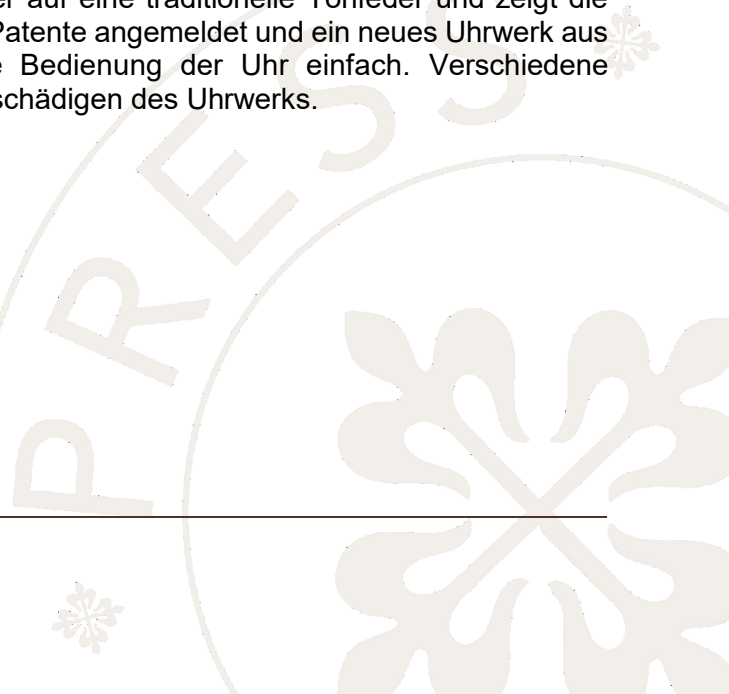 auf eine traditionelle Tonfeder und zeigt die
Patente angemeldet und ein neues Uhrwerk aus
Bedienung der Uhr einfach. Verschiedene
schädigen des Uhrwerks.
PRESS